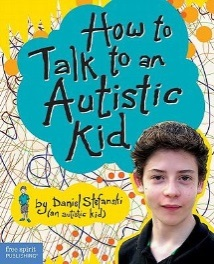 How to
Talk to an
Autistic
Kid
by Daniel Stefanski
(an autistic kid)
free spirit
PUBLISHING®